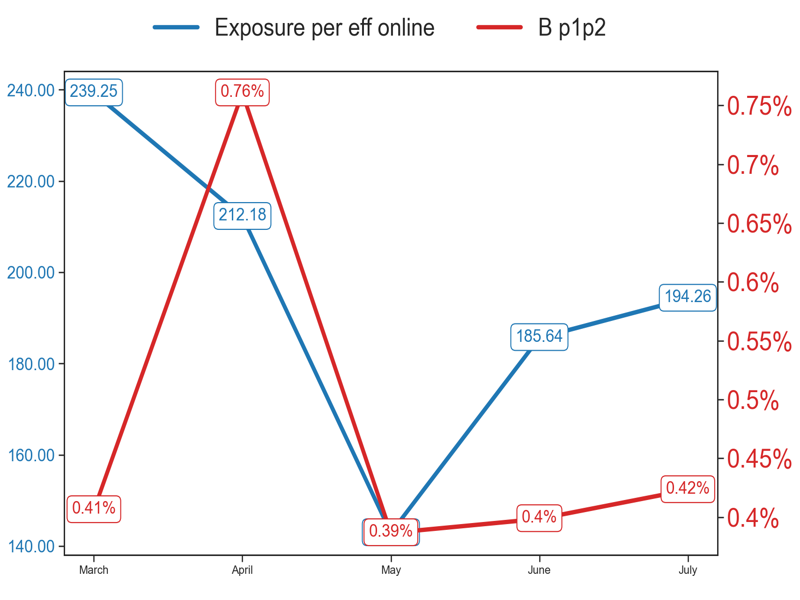 Exposure per eff online B p1p2
240.00 239.25 0.76% 0.75%
0.7%
220.00 212.18 0.65%
200.00 194.26 0.6%
185.64 0.55%
180.00
0.5%
160.00 0.45%
0.41% 0.39% 0.4% 0.42% 0.4%
140.00
March April May June July